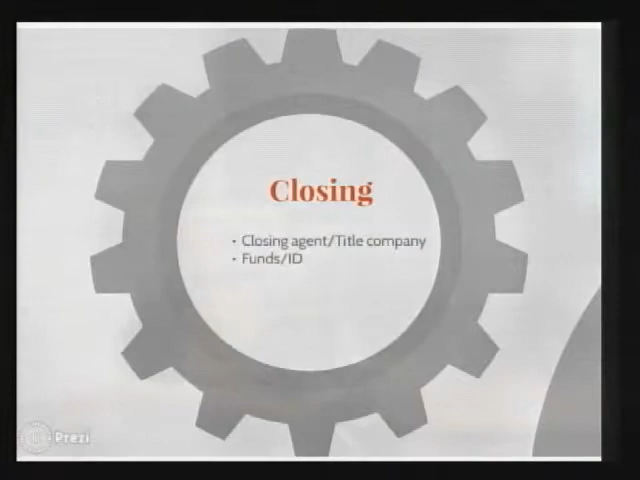 Closing
• Closing agent/Title company
• Funds/ID
Prezi